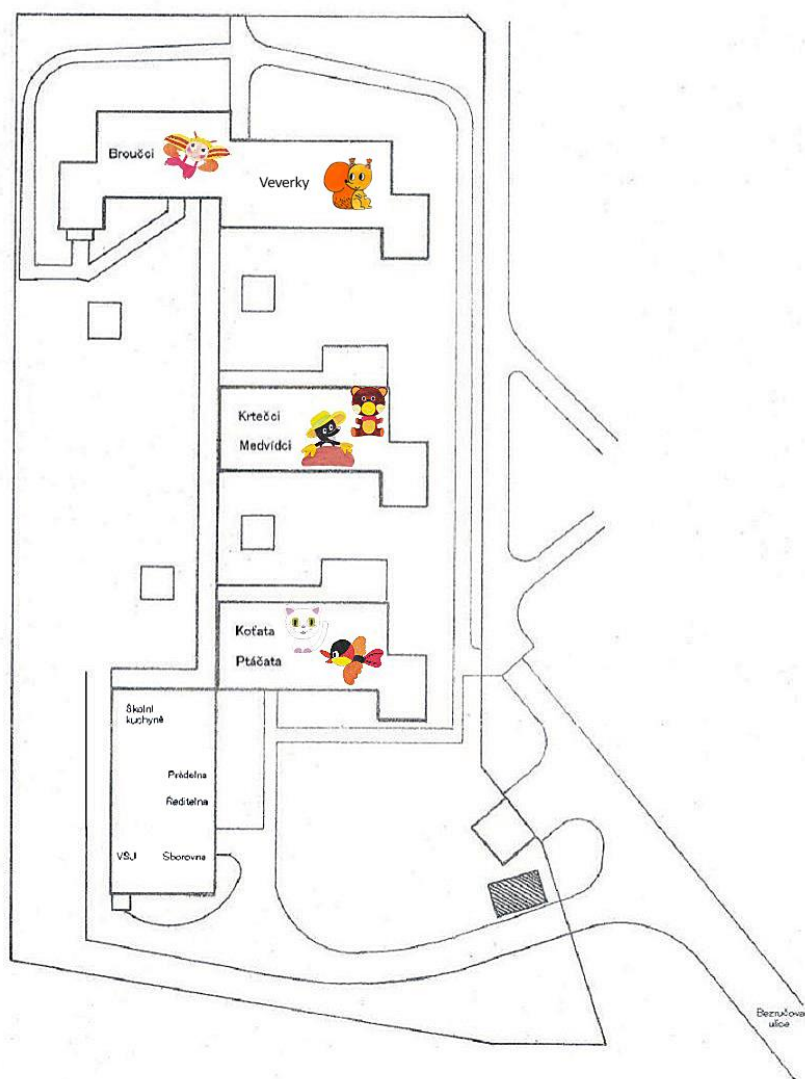 Broučci
Veverky
Krtečci
Medvídci
Koťata
Ptáčata
Školní
kuchyně
Prádelna
Ředitelna
VŠJ
Sborovna
Bezručova
ulice